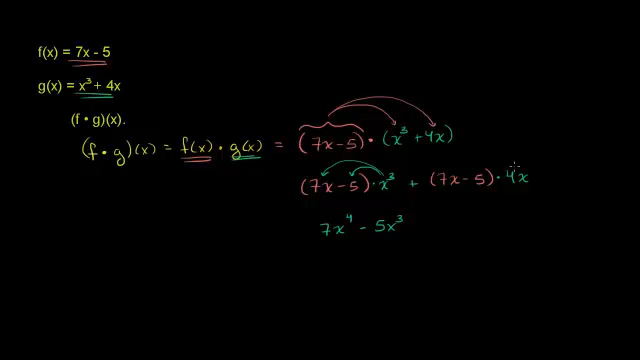 f(x) = 7x - 5
g(x) = x³ + 4x
(f • g)(x).
(f · g)(x) = f(x) · g(x) = (7x - 5) · (x³ + 4x)
(7x - 5) · x³ + (7x - 5) · 4x
7x⁴ - 5x³